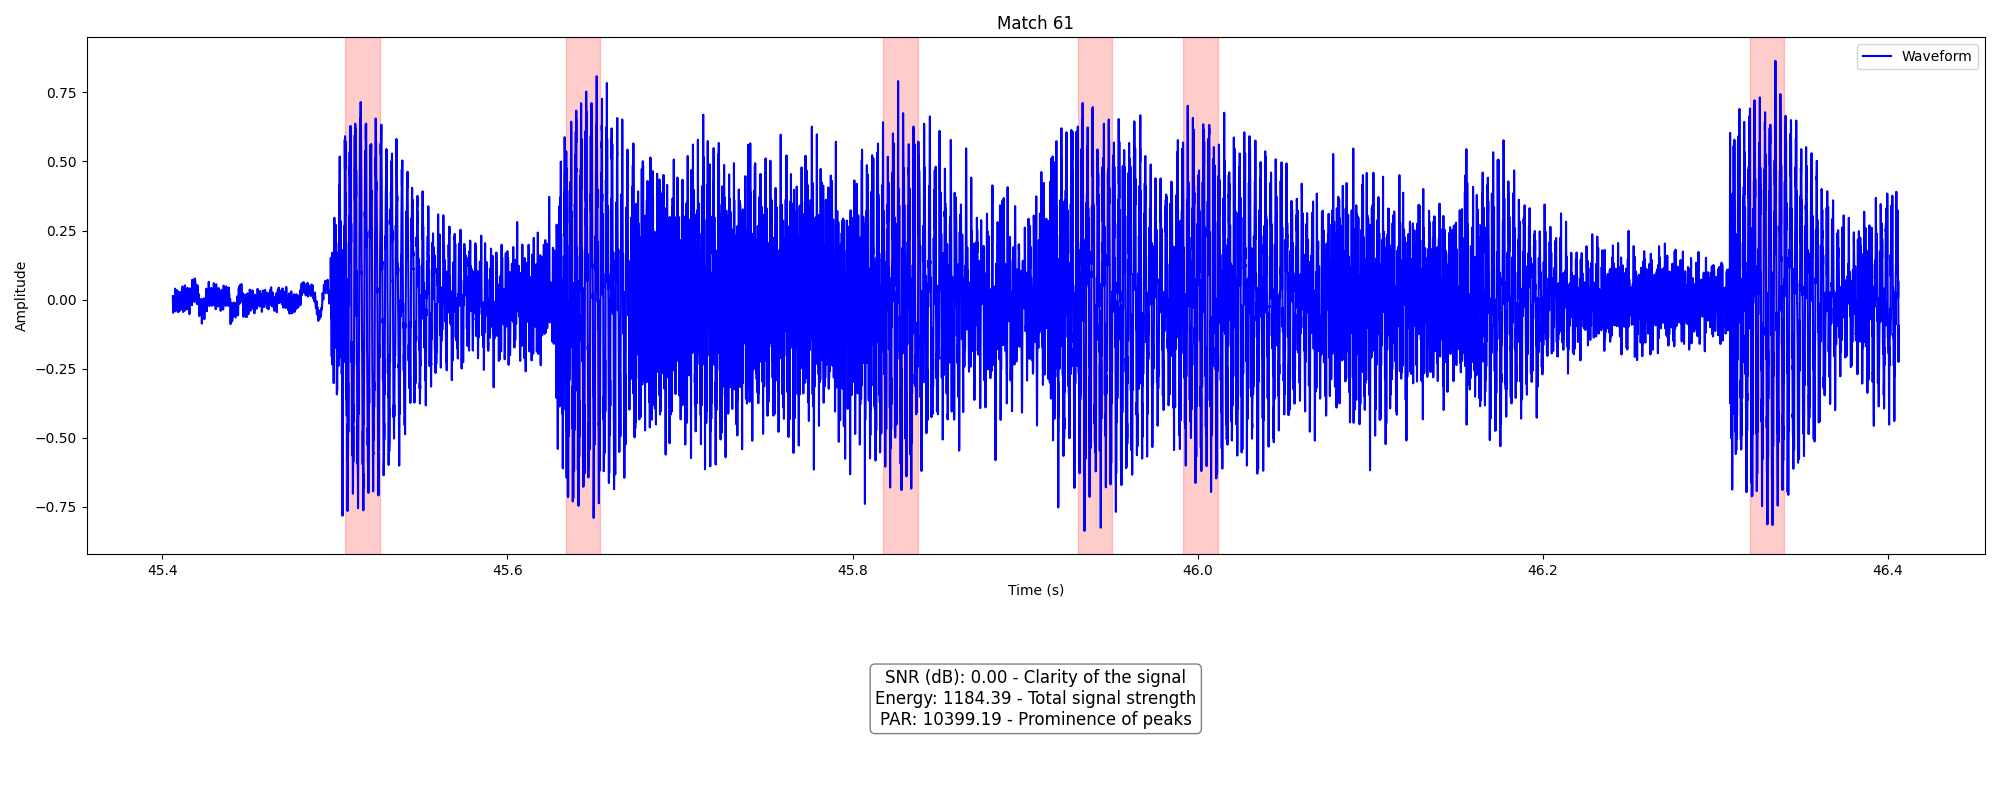 Match 61
Waveform
0.75
0.50
0.25
0.00
−0.25
−0.50
−0.75
Amplitude
45.4 45.6 45.8 46.0 46.2 46.4
Time (s)
SNR (dB): 0.00 - Clarity of the signal
Energy: 1184.39 - Total signal strength
PAR: 10399.19 - Prominence of peaks